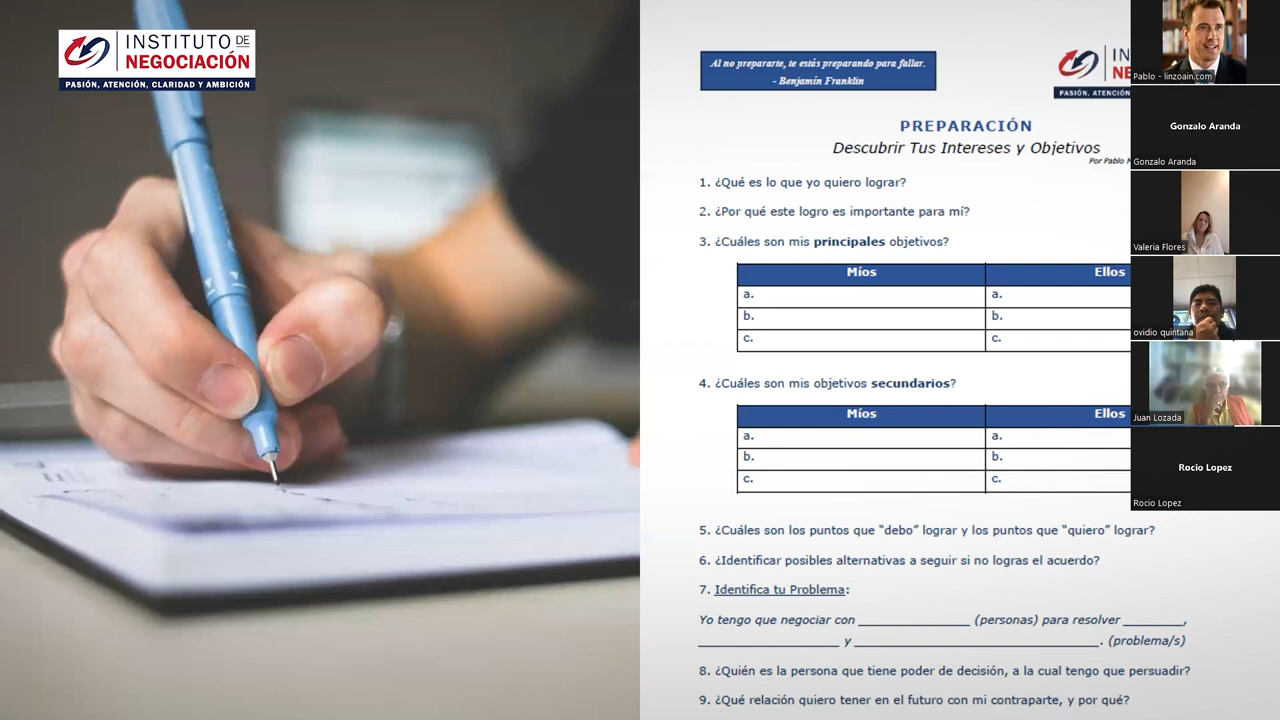 INSTITUTO DE
NEGOCIACIÓN
PASIÓN, ATENCIÓN, CLARIDAD Y AMBICIÓN
Al no prepararte, te estás preparando para fallar.
- Benjamin Franklin
IN
NE
PASIÓN, ATENCIÓN
PREPARACIÓN
Descubrir Tus Intereses y Objetivos
Por Pablo
1. ¿Qué es lo que yo quiero lograr?
2. ¿Por qué este logro es importante para mí?
3. ¿Cuáles son mis principales objetivos?
Míos Ellos
a. a.
b. b.
c. c.
4. ¿Cuáles son mis objetivos secundarios?
Míos Ellos
a. a.
b. b.
c. c.
5. ¿Cuáles son los puntos que “debo” lograr y los puntos que “quiero” lograr?
6. ¿Identificar posibles alternativas a seguir si no logras el acuerdo?
7. Identifica tu Problema:
Yo tengo que negociar con ________________ (personas) para resolver ________,
____________________ y ___________________________________. (problema/s)
8. ¿Quién es la persona que tiene poder de decisión, a la cual tengo que persuadir?
9. ¿Qué relación quiero tener en el futuro con mi contraparte, y por qué?
Pablo - linzoain.com
Gonzalo Aranda
Gonzalo Aranda
Valeria Flores
ovidio quintana
Juan Lozada
Rocio Lopez
Rocio Lopez